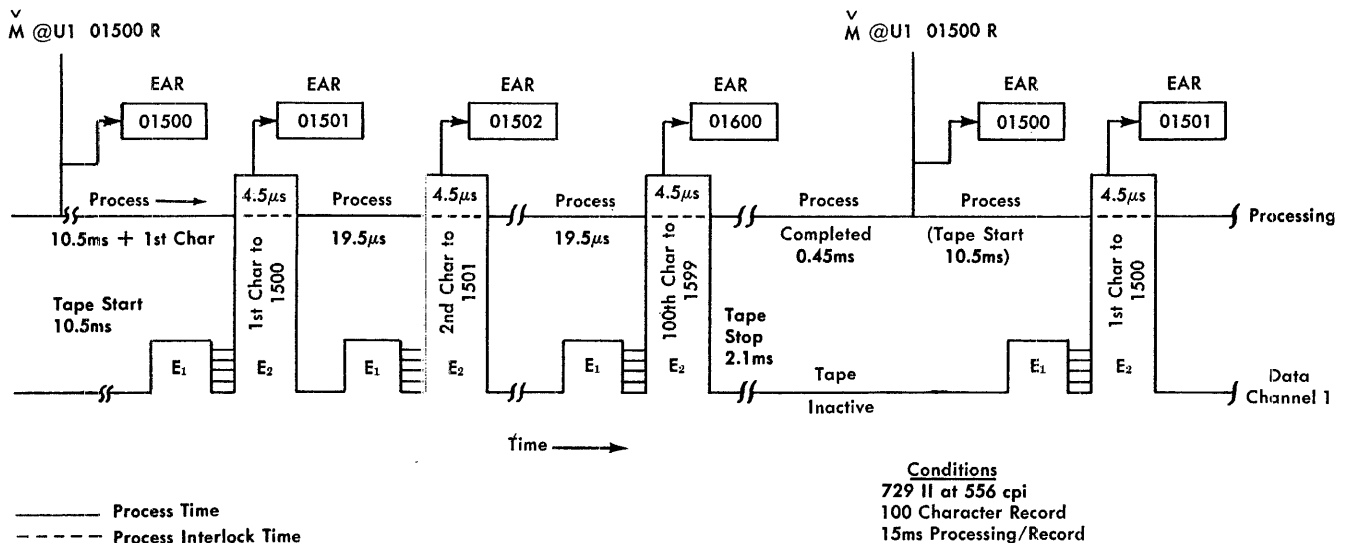 v
M @U1 01500 R
v
M @U1 01500 R
EAR
01500
EAR
01501
EAR
01502
EAR
01600
EAR
01500
EAR
01501
Process
4.5μs
Process
4.5μs
Process
4.5μs
Process
Process
4.5μs
Processing
10.5ms + 1st Char
19.5μs
19.5μs
Completed
0.45ms
(Tape Start
10.5ms)
Tape Start
10.5ms
1st Char to
1500
2nd Char to
1501
100th Char to
1599
Tape
Stop
2.1ms
1st Char to
1500
E1
E2
E1
E2
E1
E2
Tape
Inactive
E1
E2
Data
Channel 1
Time
Process Time
Process Interlock Time
Conditions
729 II at 556 cpi
100 Character Record
15ms Processing/Record